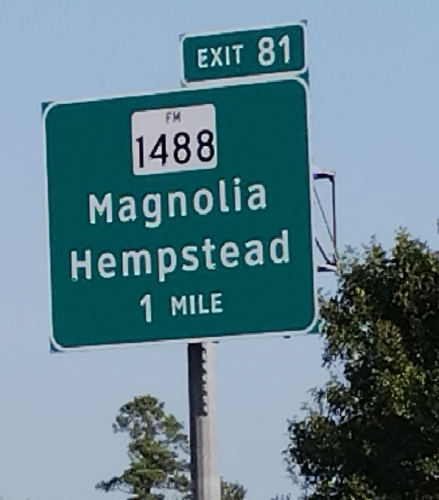 EXIT 81
FM
1488
Magnolia
Hempstead
1 MILE